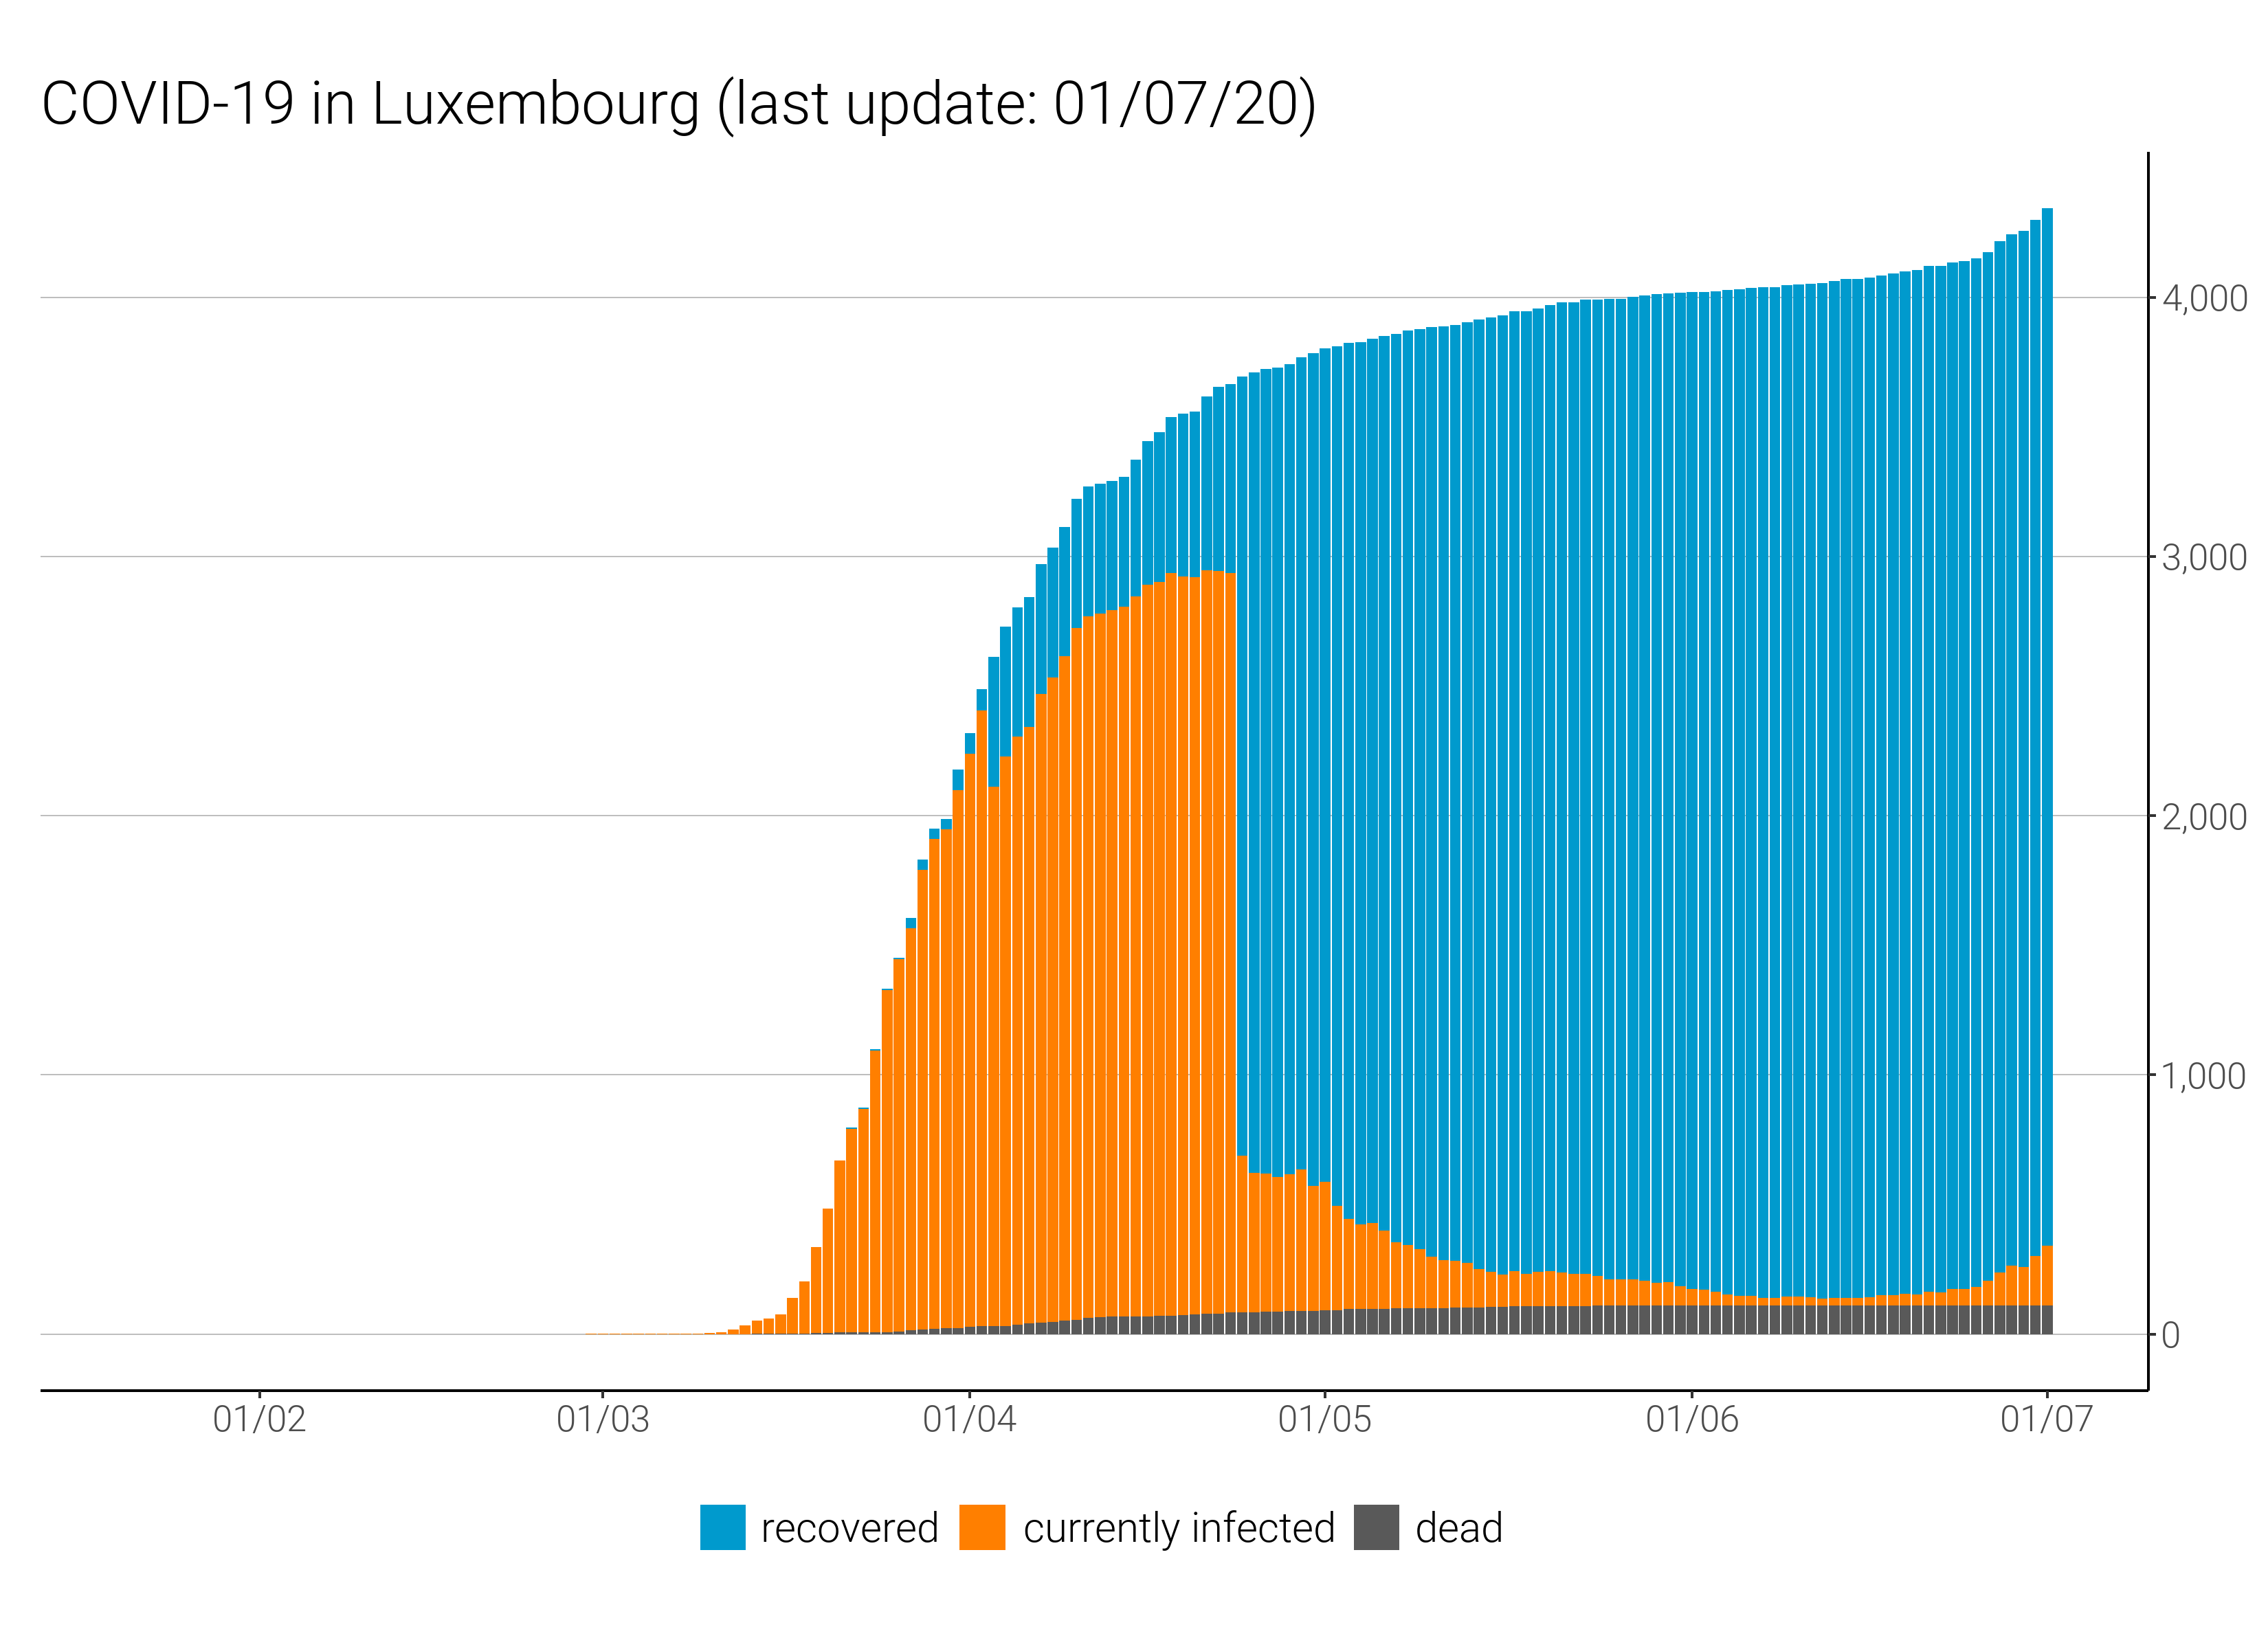 COVID-19 in Luxembourg (last update: 01/07/20)
4,000
3,000
2,000
1,000
0
01/02 01/03 01/04 01/05 01/06 01/07
recovered currently infected dead